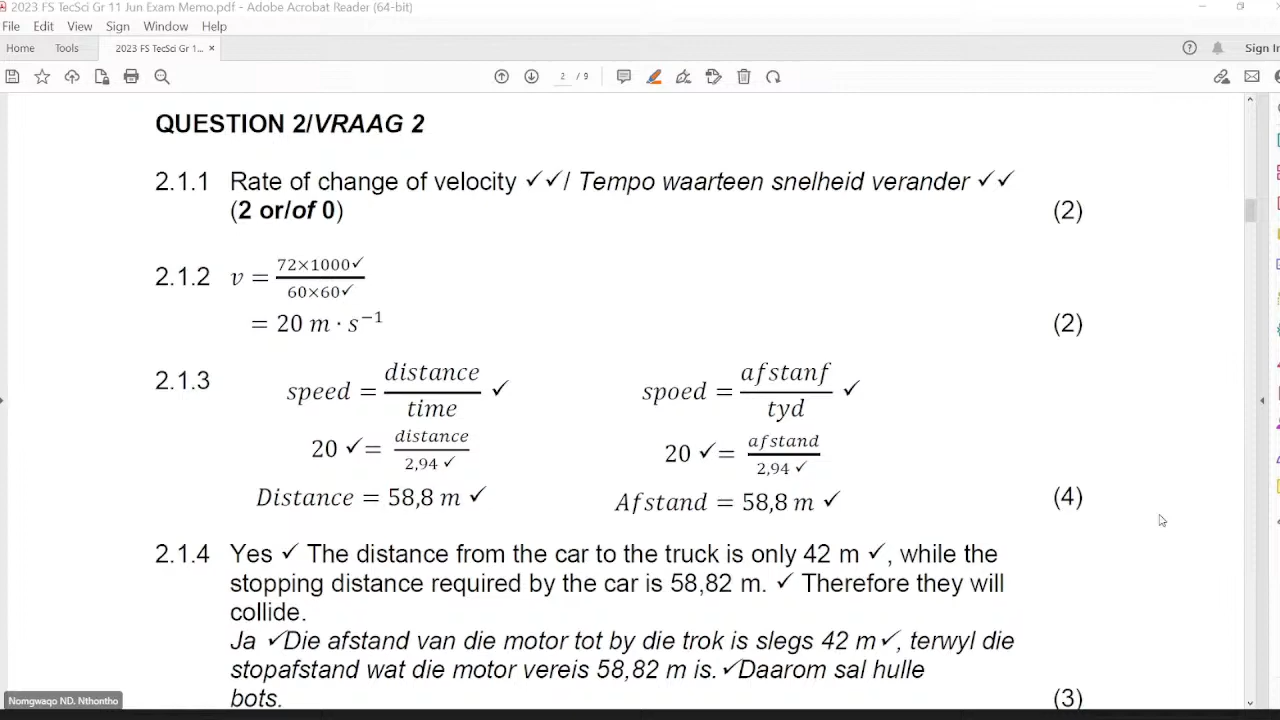 2023 FS TecSci Gr 11 Jun Exam Memo.pdf - Adobe Acrobat Reader (64-bit)
File Edit View Sign Window Help
Home Tools 2023 FS TecSci Gr 1... × Sign In
2 / 9
QUESTION 2/VRAAG 2
2.1.1 Rate of change of velocity ✓✓/ Tempo waarteen snelheid verander ✓✓
(2 or/of 0) (2)
2.1.2 v = 72×1000✓ / 60×60✓
= 20 m · s⁻¹ (2)
2.1.3 speed = distance / time ✓ spoed = afstanf / tyd ✓
20 ✓= distance / 2,94 ✓ 20 ✓= afstand / 2,94 ✓
Distance = 58,8 m ✓ Afstand = 58,8 m ✓ (4)
2.1.4 Yes ✓ The distance from the car to the truck is only 42 m ✓, while the
stopping distance required by the car is 58,82 m. ✓ Therefore they will
collide.
Ja ✓Die afstand van die motor tot by die trok is slegs 42 m✓, terwyl die
stopafstand wat die motor vereis 58,82 m is.✓Daarom sal hulle
bots. (3)
Nomgwaqo ND. Nthontho